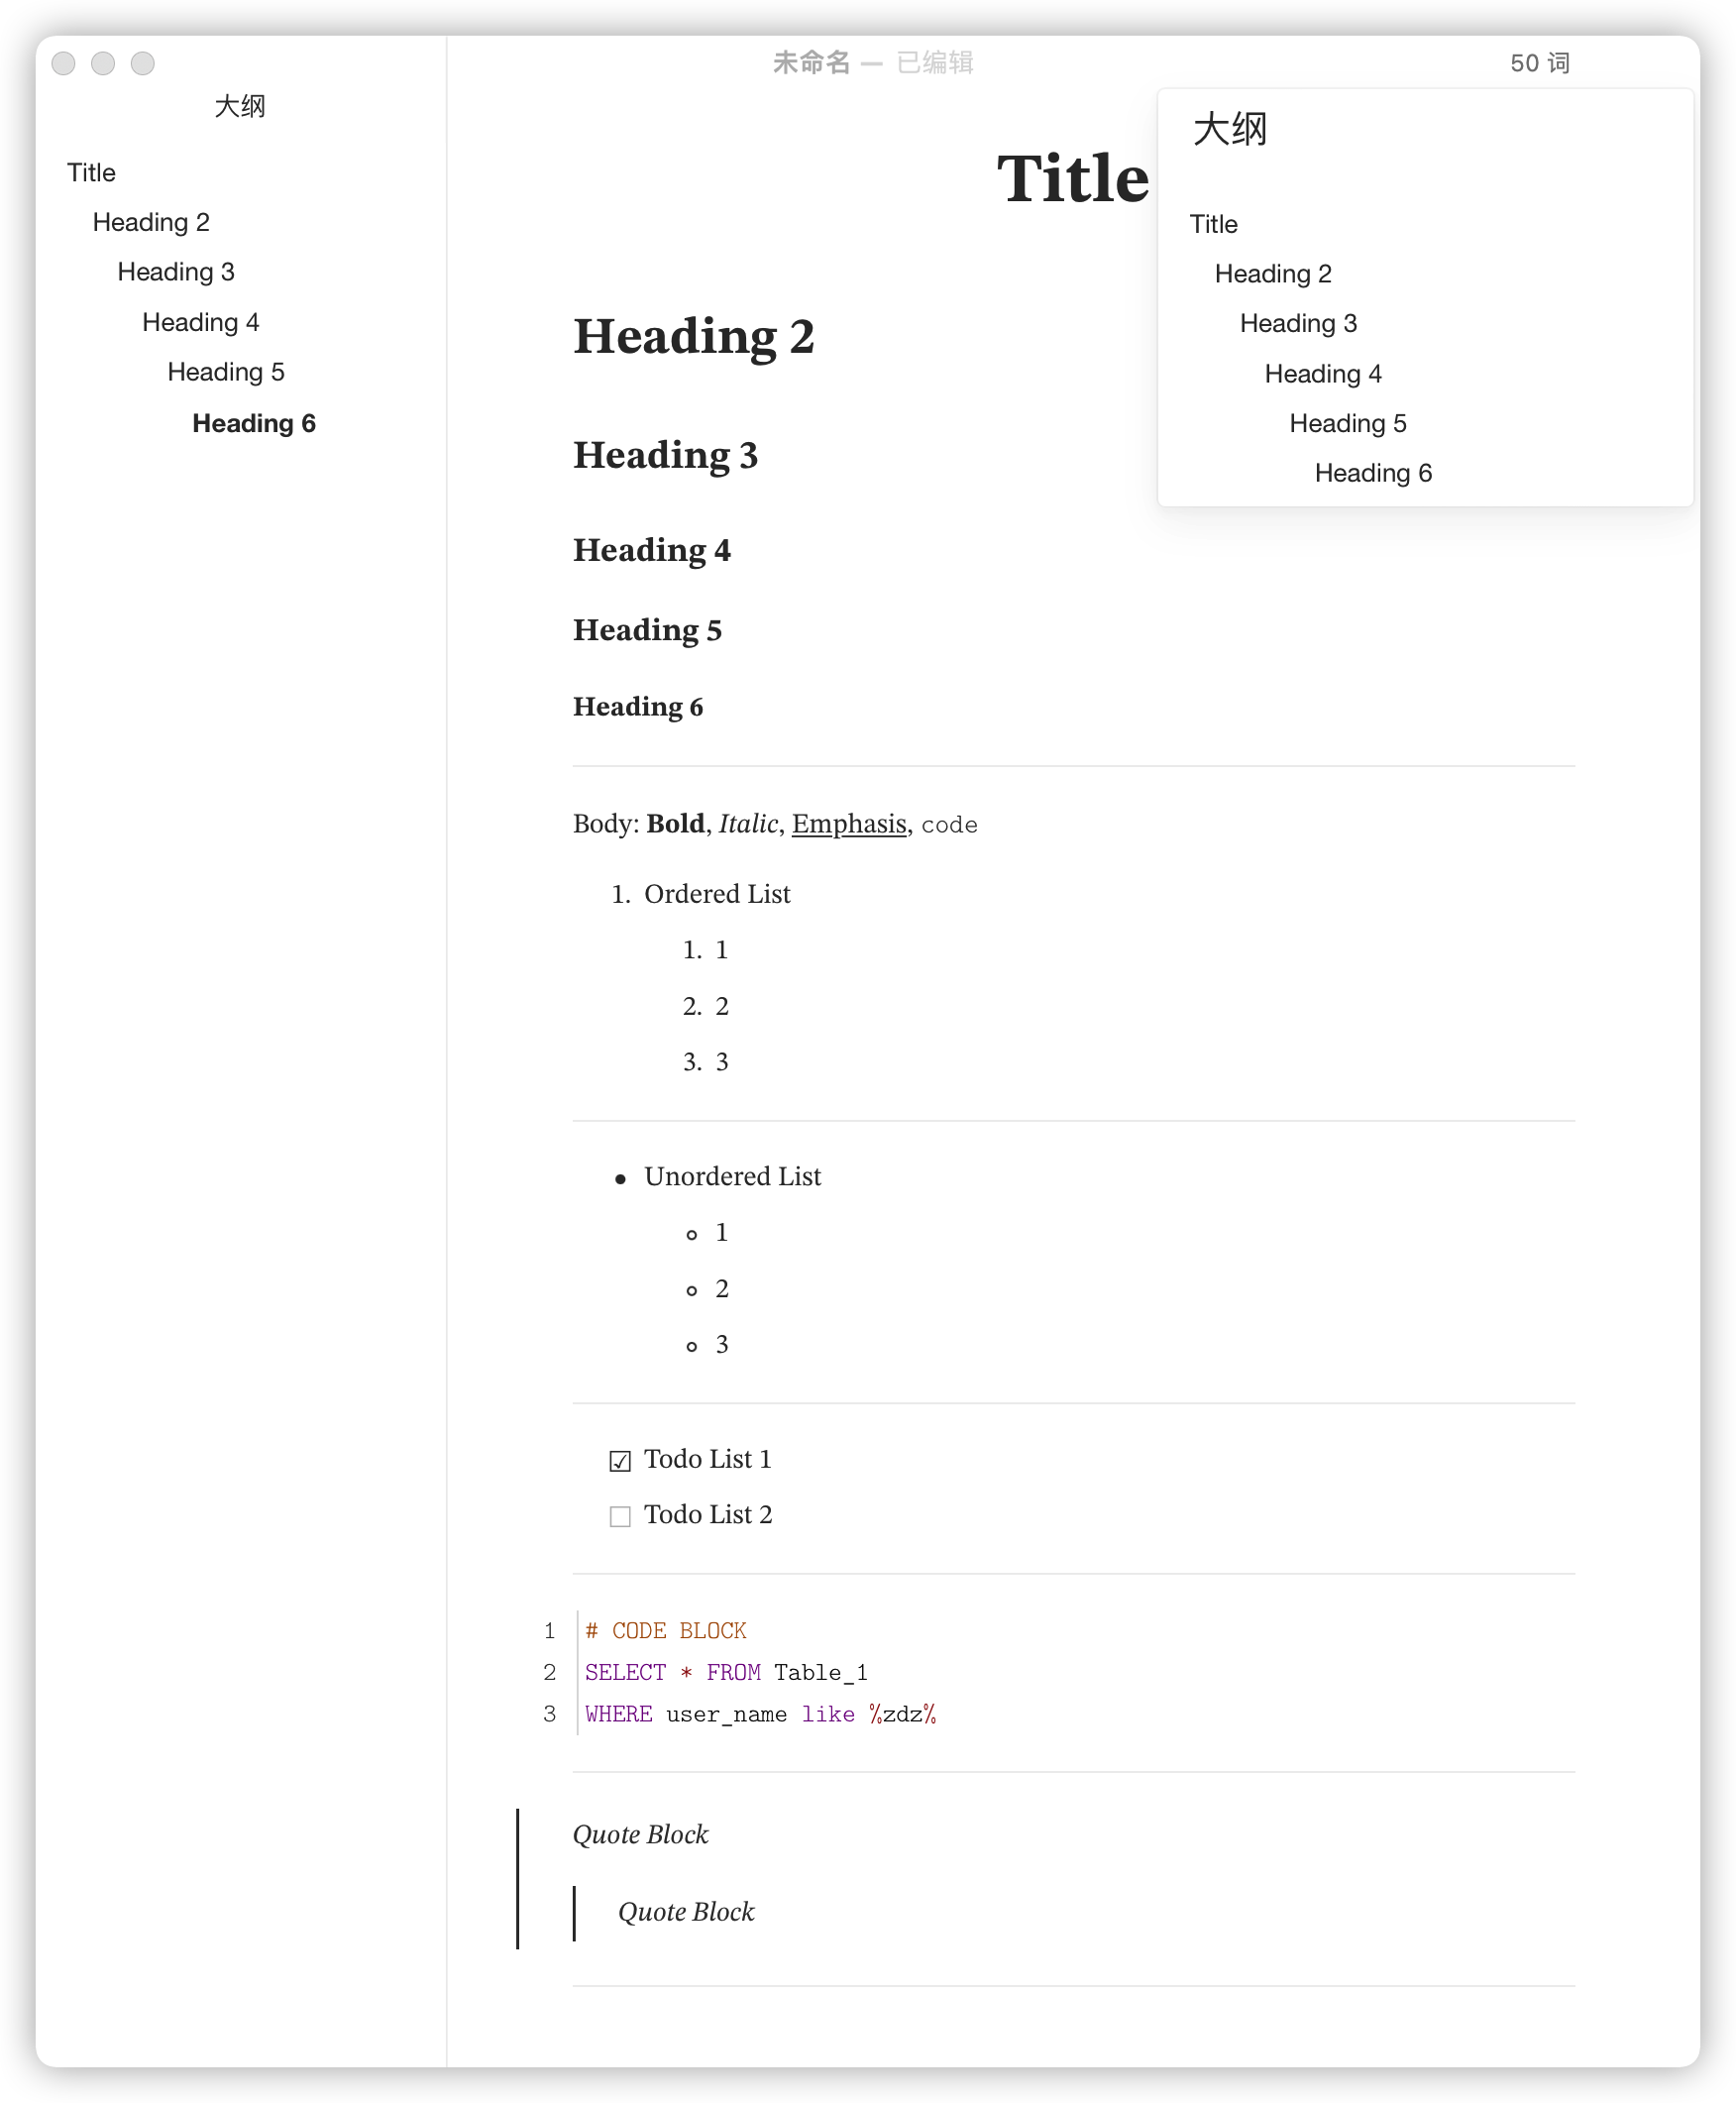 未命名 — 已编辑
50 词
大纲
Title
Heading 2
Heading 3
Heading 4
Heading 5
Heading 6
大纲
Title
Heading 2
Heading 3
Heading 4
Heading 5
Heading 6
Title
Heading 2
Heading 3
Heading 4
Heading 5
Heading 6
Body: Bold, Italic, Emphasis, code
1. Ordered List
1. 1
2. 2
3. 3
• Unordered List
◦ 1
◦ 2
◦ 3
☑ Todo List 1
☐ Todo List 2
1 # CODE BLOCK
2 SELECT * FROM Table_1
3 WHERE user_name like %zdz%
Quote Block
Quote Block